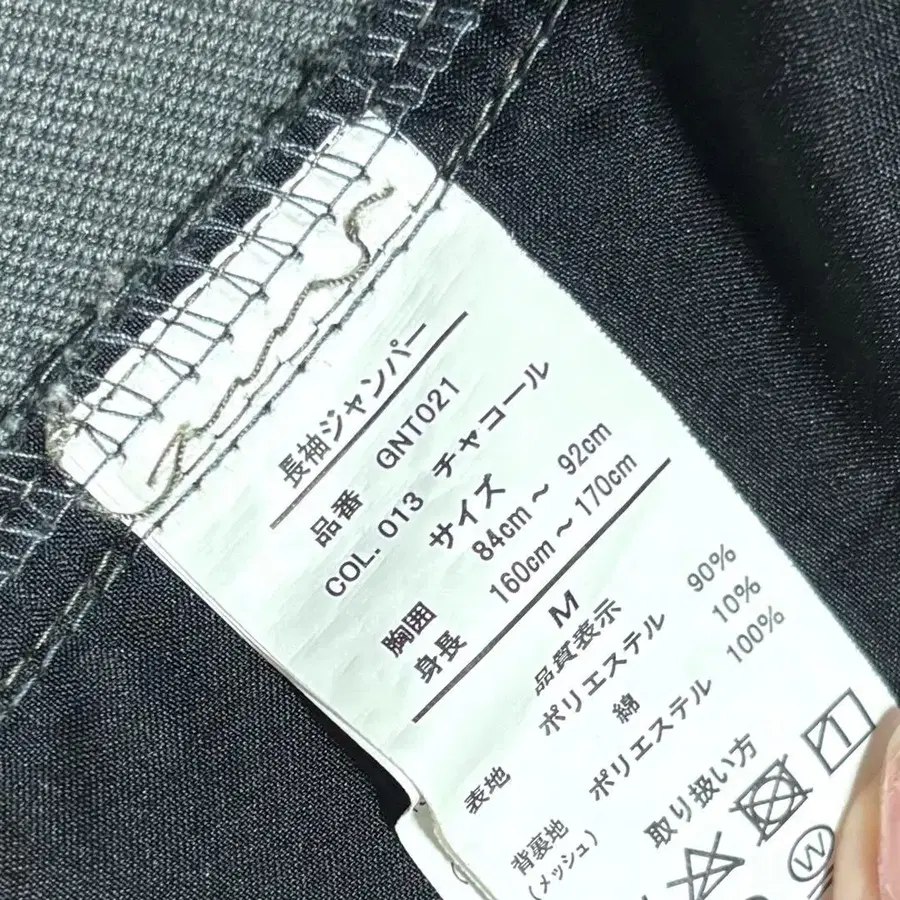 長袖ジャンパー
品番 GNT021
COL. 013 チャコール
サイズ
胸囲 84cm～ 92cm
身長 160cm～ 170cm
M
品質表示
表地 ポリエステル 90%
綿 10%
背裏地 ポリエステル 100%
(メッシュ)
取り扱い方
W